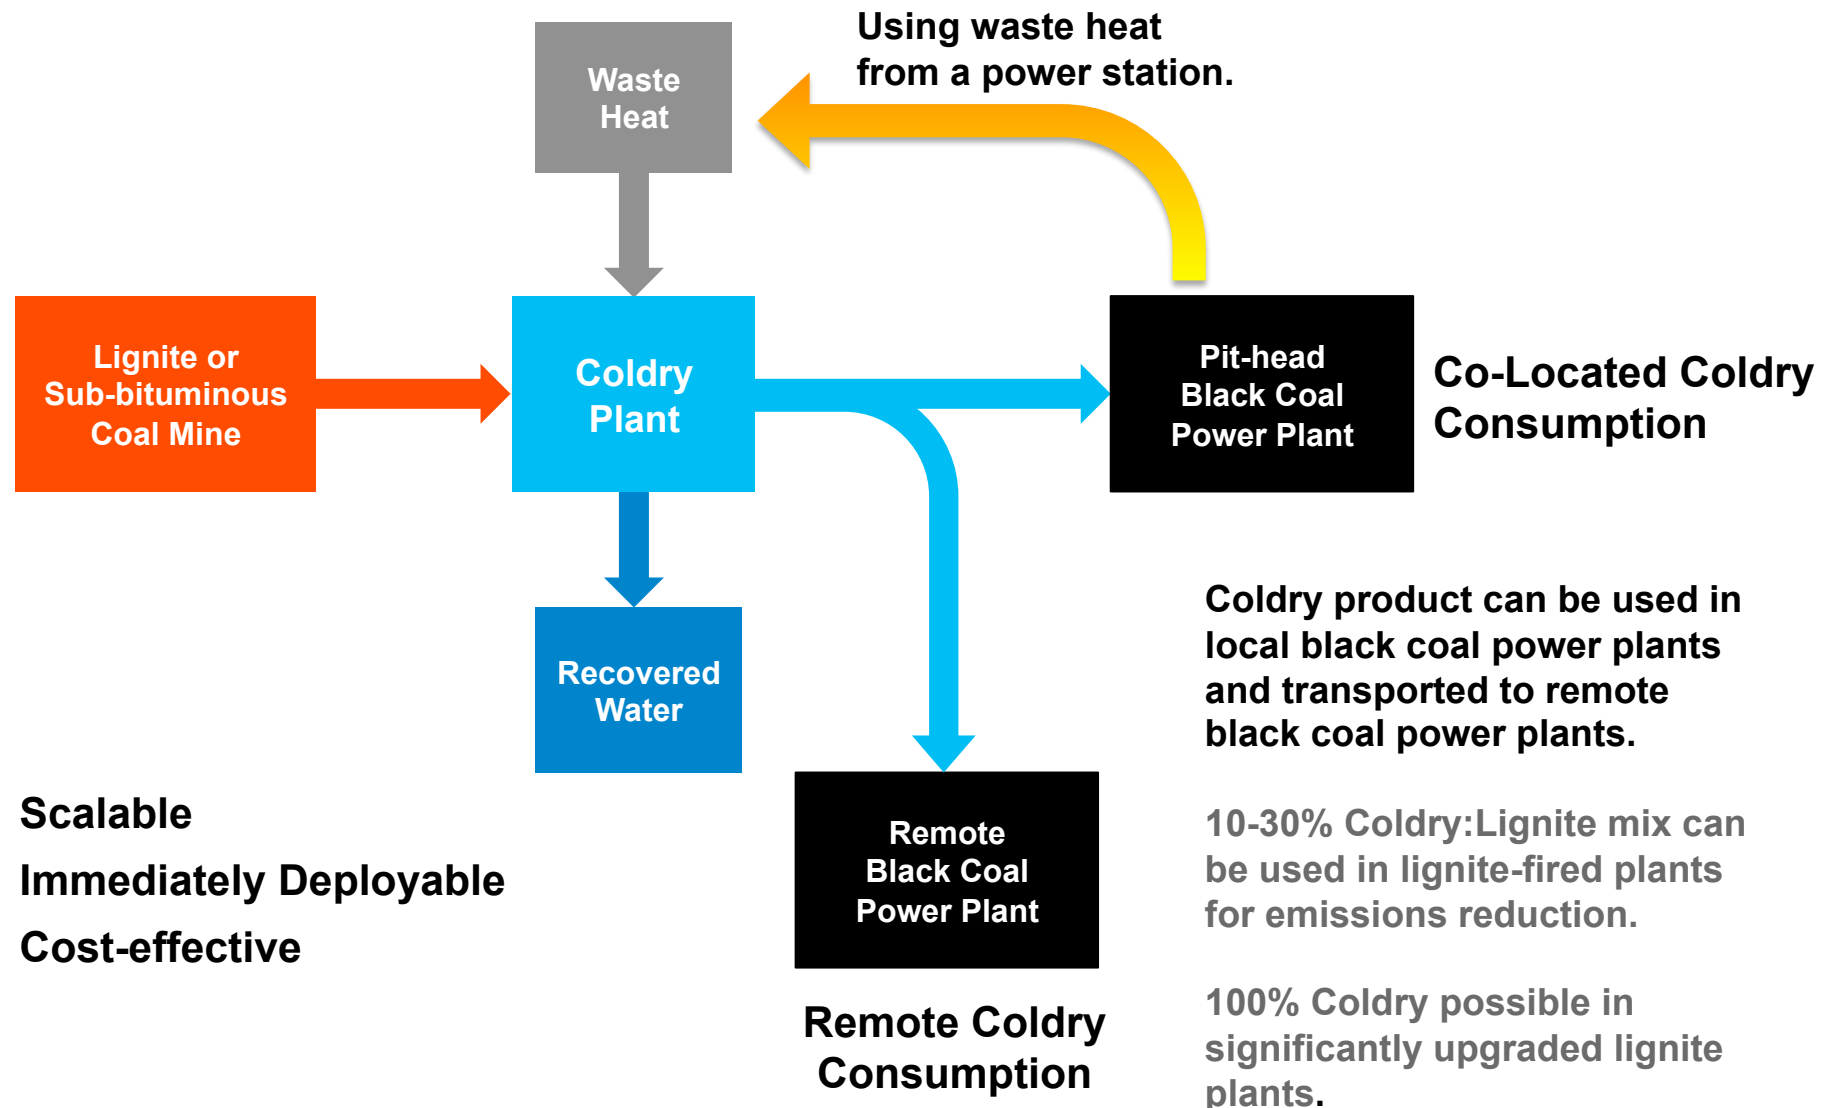 Using waste heat
from a power station.
Waste
Heat
Lignite or
Sub-bituminous
Coal Mine
Coldry
Plant
Pit-head
Black Coal
Power Plant
Co-Located Coldry
Consumption
Recovered
Water
Coldry product can be used in
local black coal power plants
and transported to remote
black coal power plants.
Scalable
Immediately Deployable
Cost-effective
Remote
Black Coal
Power Plant
10-30% Coldry:Lignite mix can
be used in lignite-fired plants
for emissions reduction.
Remote Coldry
Consumption
100% Coldry possible in
significantly upgraded lignite
plants.